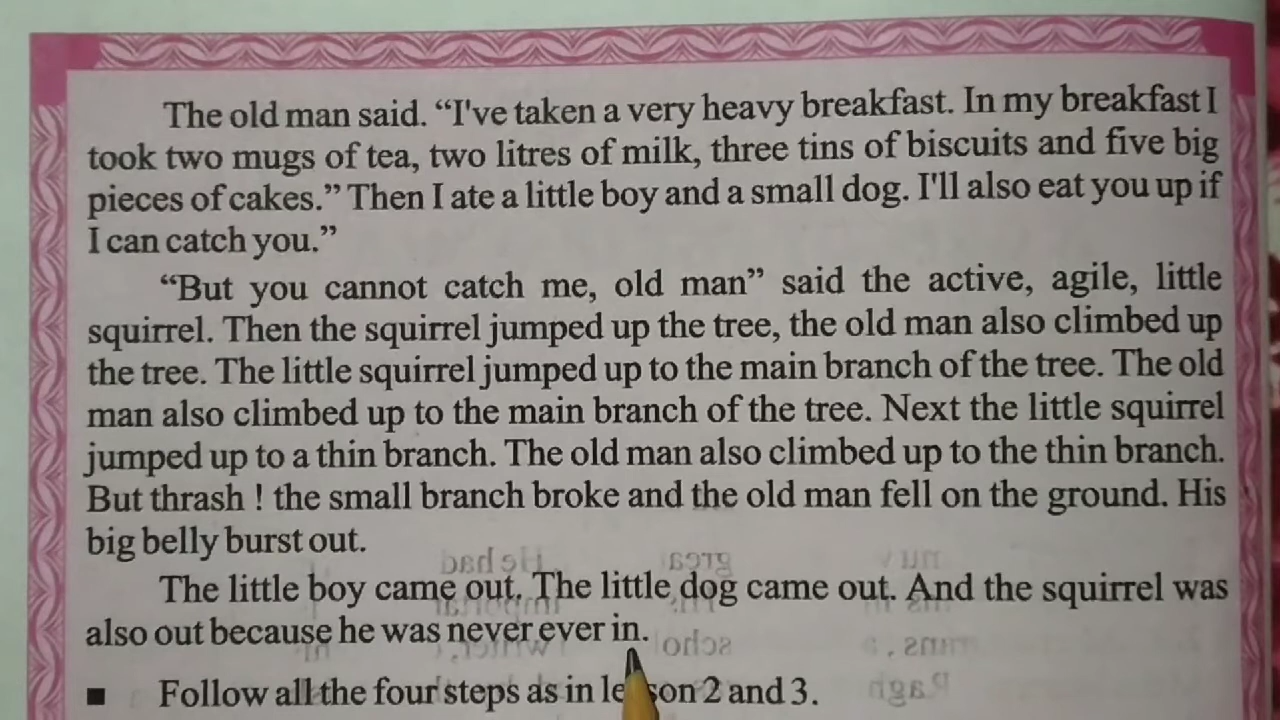 The old man said. “I've taken a very heavy breakfast. In my breakfast I
took two mugs of tea, two litres of milk, three tins of biscuits and five big
pieces of cakes.” Then I ate a little boy and a small dog. I'll also eat you up if
I can catch you.”
“But you cannot catch me, old man” said the active, agile, little
squirrel. Then the squirrel jumped up the tree, the old man also climbed up
the tree. The little squirrel jumped up to the main branch of the tree. The old
man also climbed up to the main branch of the tree. Next the little squirrel
jumped up to a thin branch. The old man also climbed up to the thin branch.
But thrash ! the small branch broke and the old man fell on the ground. His
big belly burst out.
The little boy came out. The little dog came out. And the squirrel was
also out because he was never ever in.
■ Follow all the four steps as in lesson 2 and 3.